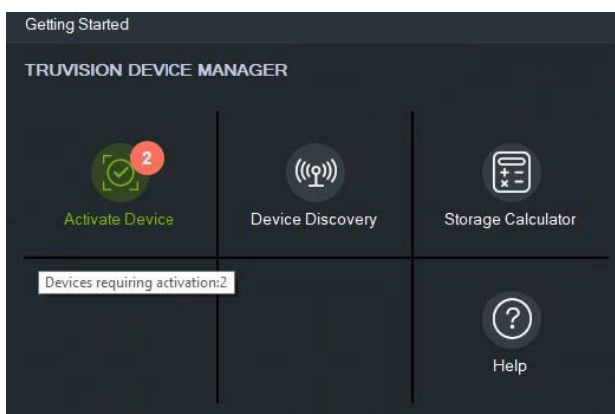 Getting Started
TRUVISION DEVICE MANAGER
2
Activate Device
Device Discovery
Storage Calculator
Devices requiring activation:2
Help